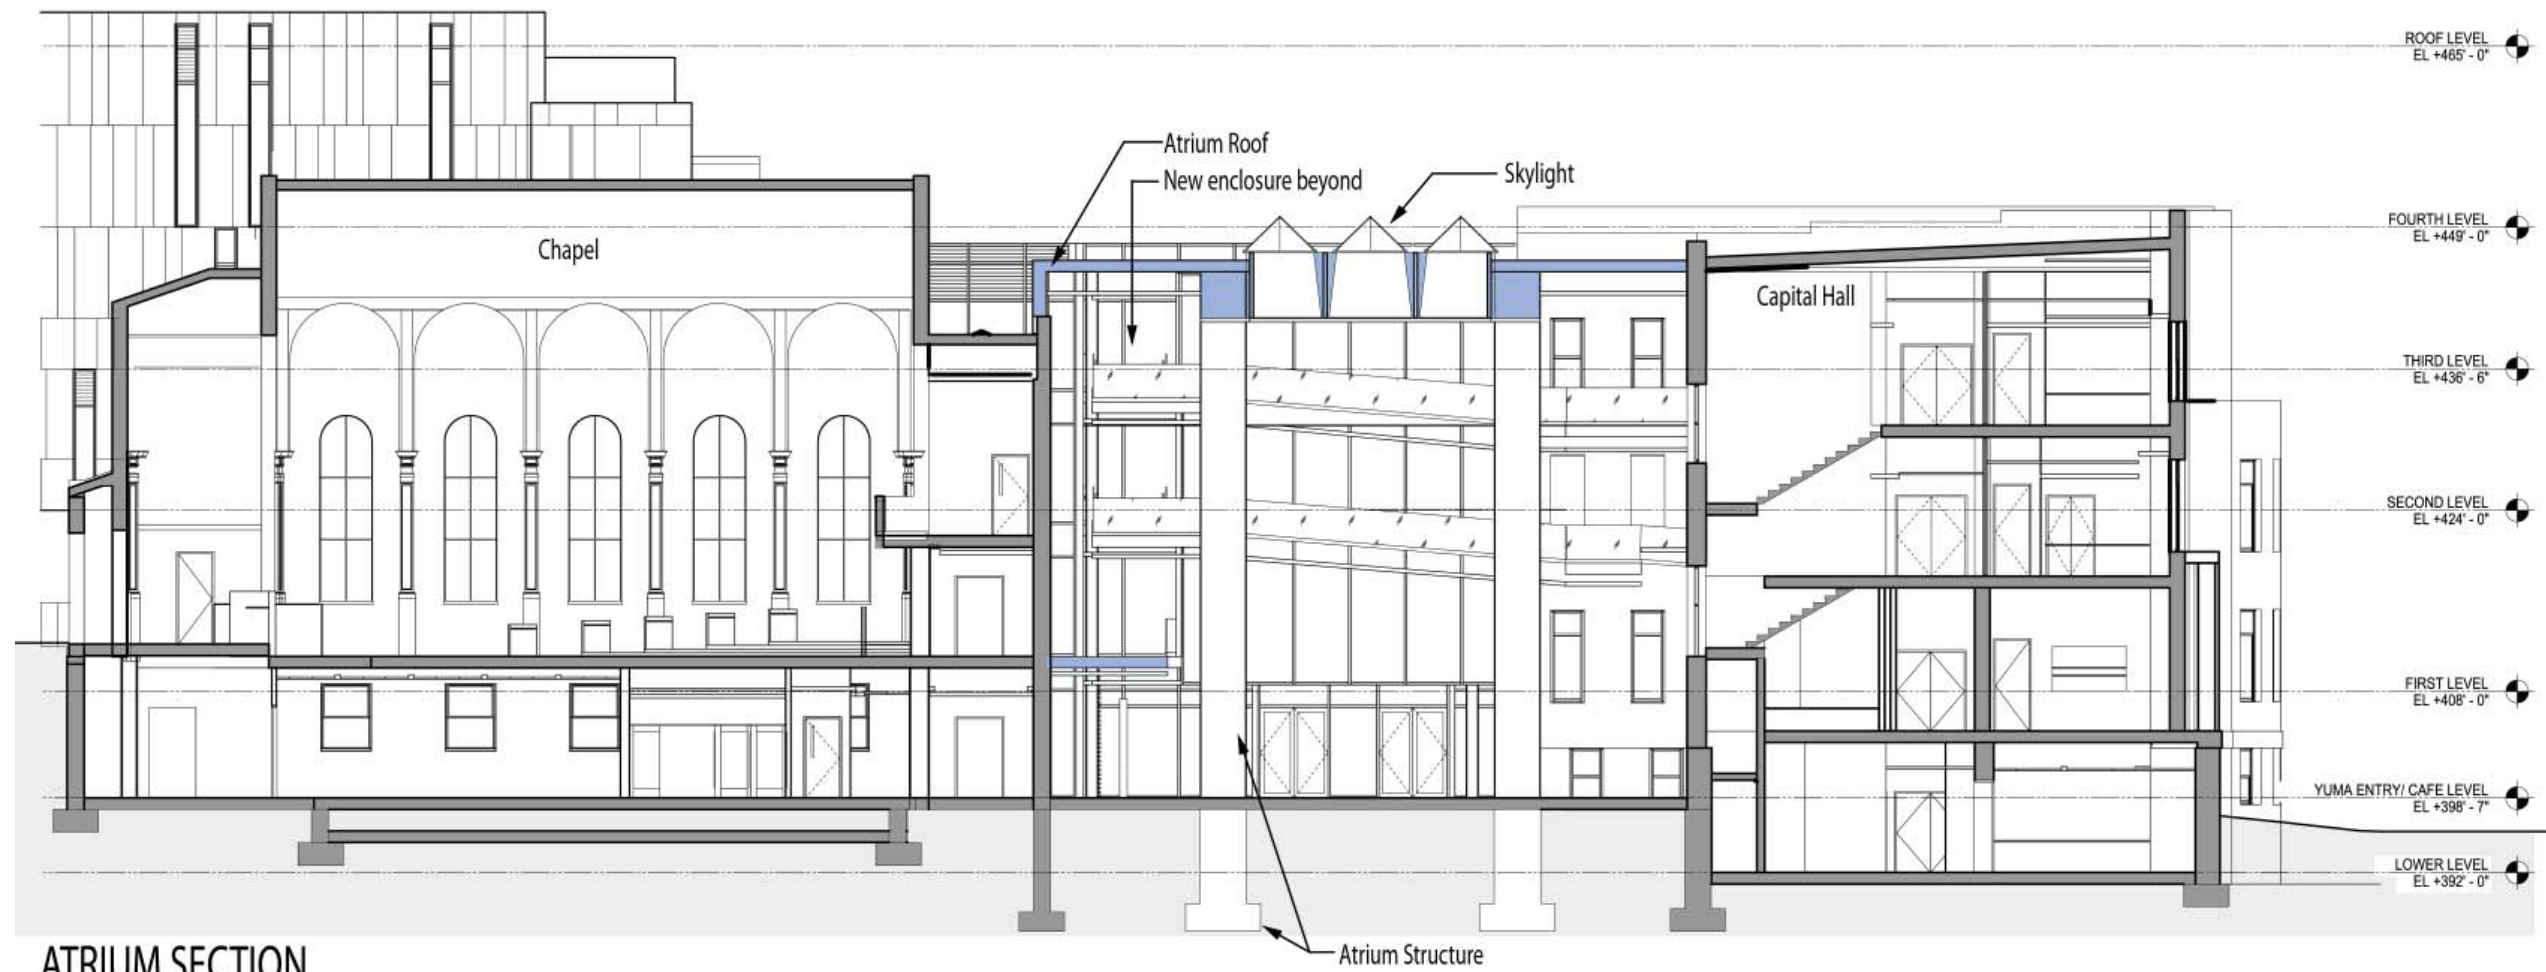 ROOF LEVEL
EL +465' - 0"
Atrium Roof
New enclosure beyond
Skylight
FOURTH LEVEL
EL +449' - 0"
Chapel
Capital Hall
THIRD LEVEL
EL +436' - 6"
SECOND LEVEL
EL +424' - 0"
FIRST LEVEL
EL +408' - 0"
YUMA ENTRY/ CAFE LEVEL
EL +398' - 7"
LOWER LEVEL
EL +392' - 0"
Atrium Structure
ATRIUM SECTION